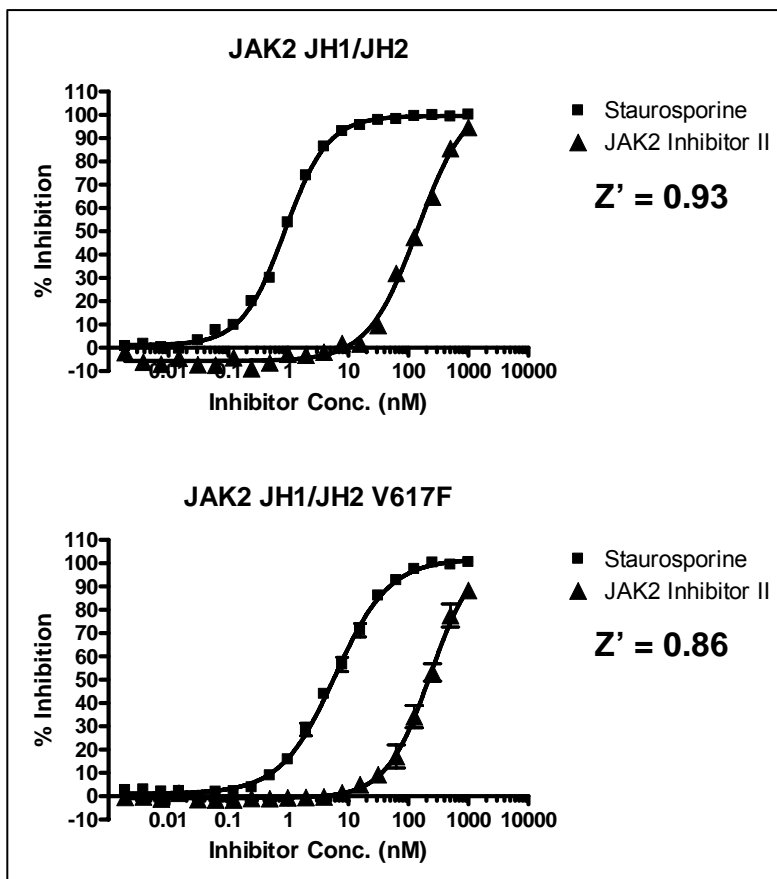 JAK2 JH1/JH2
110
100
90
80
70
60
50
40
30
20
10
0
-10
% Inhibition
0.01 0.1 1 10 100 1000 10000
Inhibitor Conc. (nM)
Staurosporine
JAK2 Inhibitor II
Z' = 0.93
JAK2 JH1/JH2 V617F
110
100
90
80
70
60
50
40
30
20
10
0
-10
% Inhibition
0.01 0.1 1 10 100 1000 10000
Inhibitor Conc. (nM)
Staurosporine
JAK2 Inhibitor II
Z' = 0.86